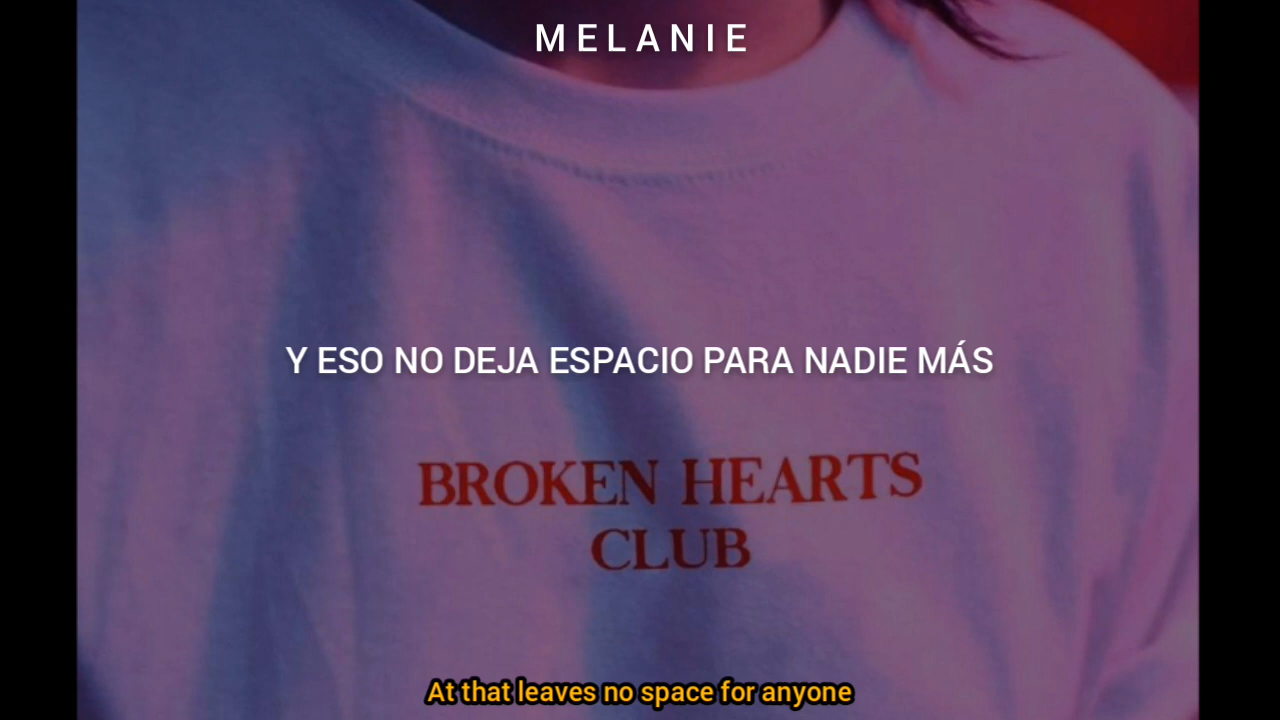 MELANIE
Y ESO NO DEJA ESPACIO PARA NADIE MÁS
BROKEN HEARTS
CLUB
At that leaves no space for anyone